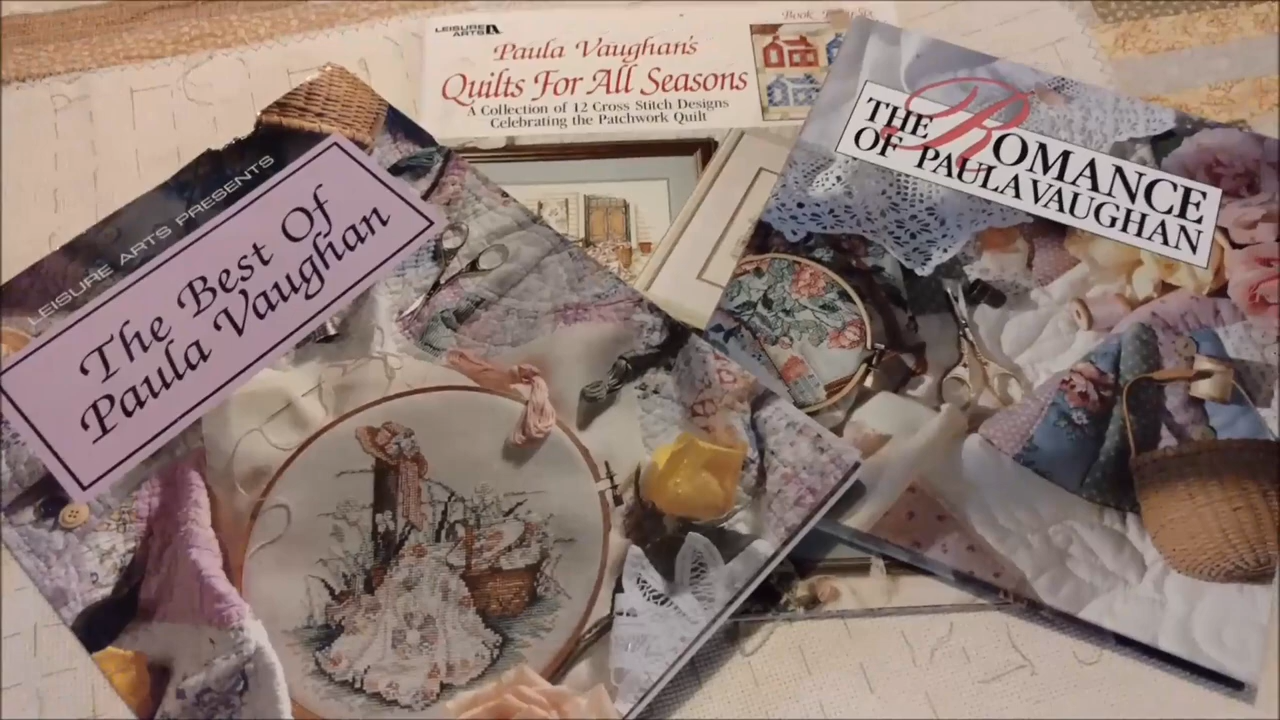 LEISURE ARTS PRESENTS
The Best Of
Paula Vaughan
LEISURE
ARTS
Book
Paula Vaughan's
Quilts For All Seasons
A Collection of 12 Cross Stitch Designs
Celebrating the Patchwork Quilt
THE ROMANCE
OF PAULA VAUGHAN